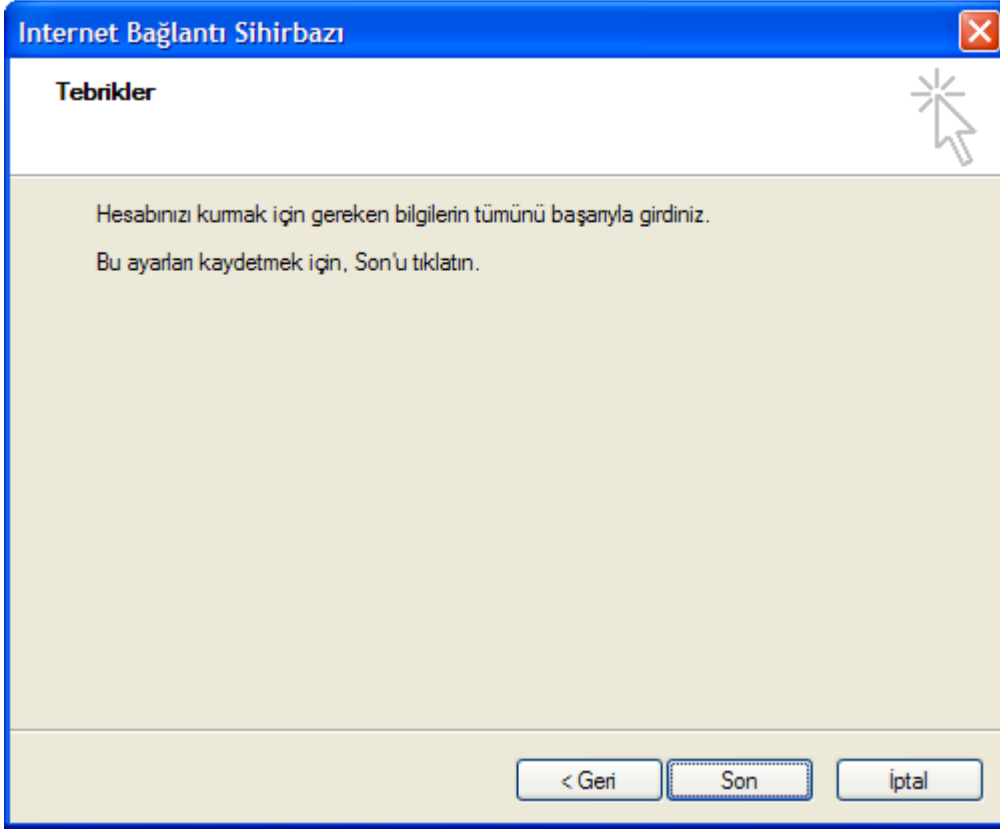 Internet Bağlantı Sihirbazı
Tebrikler
Hesabınızı kurmak için gereken bilgilerin tümünü başarıyla girdiniz.
Bu ayarları kaydetmek için, Son'u tıklatın.
< Geri Son İptal